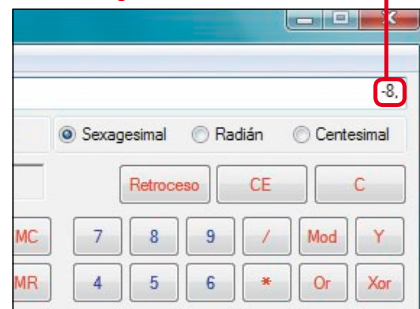 -8,
Sexagesimal Radián Centesimal
Retroceso CE C
MC 7 8 9 / Mod Y
MR 4 5 6 * Or Xor